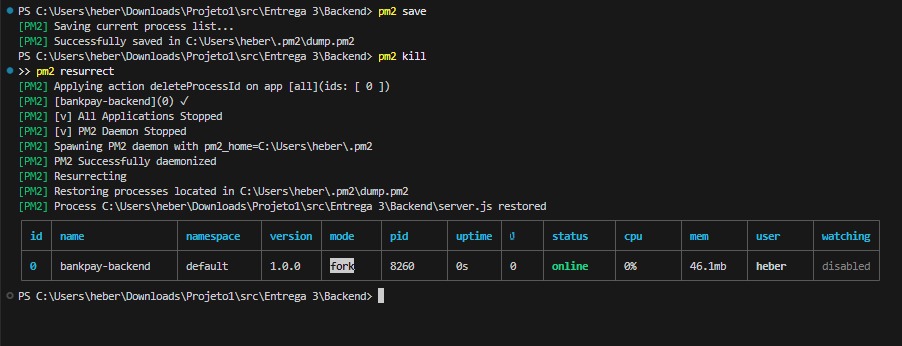 PS C:\Users\heber\Downloads\Projeto1\src\Entrega 3\Backend> pm2 save
[PM2] Saving current process list...
[PM2] Successfully saved in C:\Users\heber\.pm2\dump.pm2
PS C:\Users\heber\Downloads\Projeto1\src\Entrega 3\Backend> pm2 kill
>> pm2 resurrect
[PM2] Applying action deleteProcessId on app [all](ids: [ 0 ])
[PM2] [bankpay-backend](0) ✓
[PM2] [v] All Applications Stopped
[PM2] [v] PM2 Daemon Stopped
[PM2] Spawning PM2 daemon with pm2_home=C:\Users\heber\.pm2
[PM2] PM2 Successfully daemonized
[PM2] Resurrecting
[PM2] Restoring processes located in C:\Users\heber\.pm2\dump.pm2
[PM2] Process C:\Users\heber\Downloads\Projeto1\src\Entrega 3\Backend\server.js restored
id name namespace version mode pid uptime ↺ status cpu mem user watching
0 bankpay-backend default 1.0.0 fork 8260 0s 0 online 0% 46.1mb heber disabled
PS C:\Users\heber\Downloads\Projeto1\src\Entrega 3\Backend>